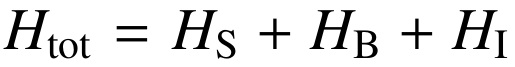 H_tot = H_S + H_B + H_I